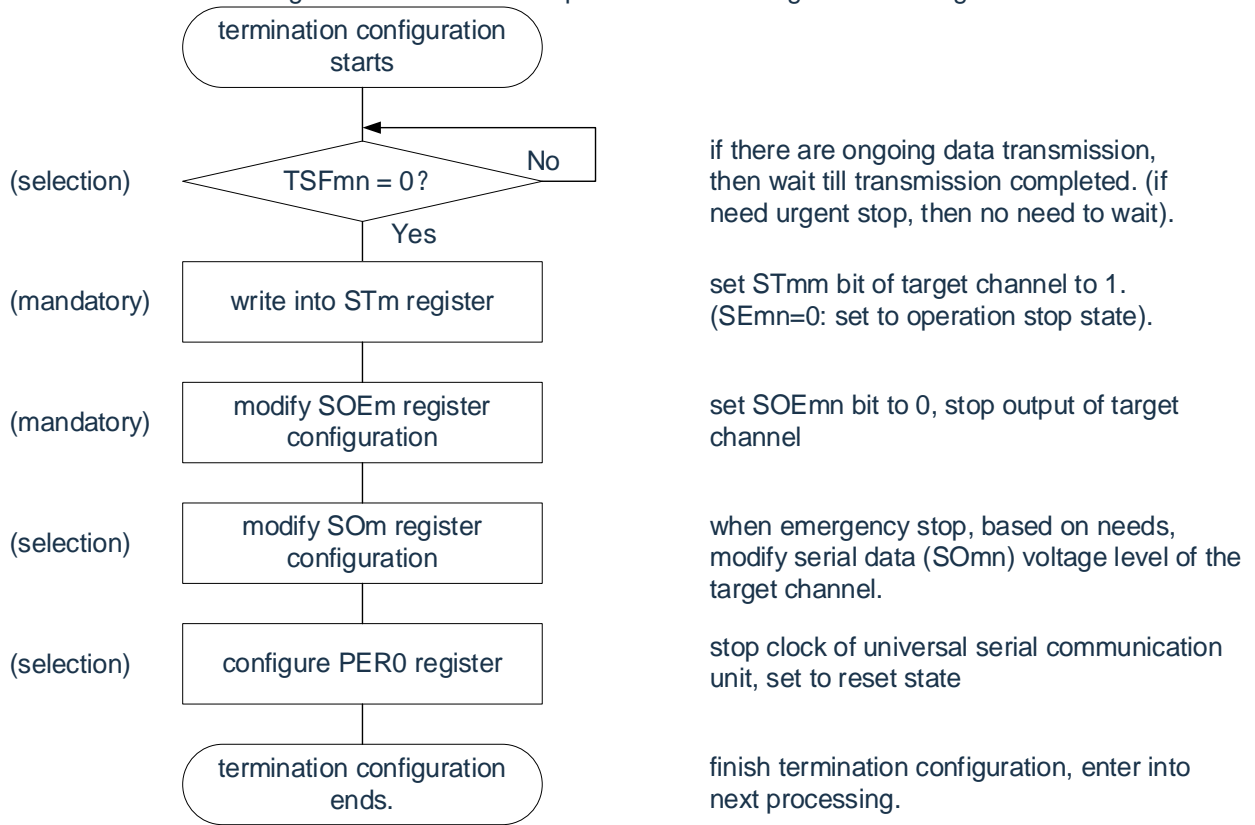 termination configuration
starts
(selection)
TSFmn = 0?
No
if there are ongoing data transmission,
then wait till transmission completed. (if
need urgent stop, then no need to wait).
Yes
(mandatory)
write into STm register
set STmm bit of target channel to 1.
(SEmn=0: set to operation stop state).
(mandatory)
modify SOEm register
configuration
set SOEmn bit to 0, stop output of target
channel
(selection)
modify SOm register
configuration
when emergency stop, based on needs,
modify serial data (SOmn) voltage level of the
target channel.
(selection)
configure PER0 register
stop clock of universal serial communication
unit, set to reset state
termination configuration
ends.
finish termination configuration, enter into
next processing.